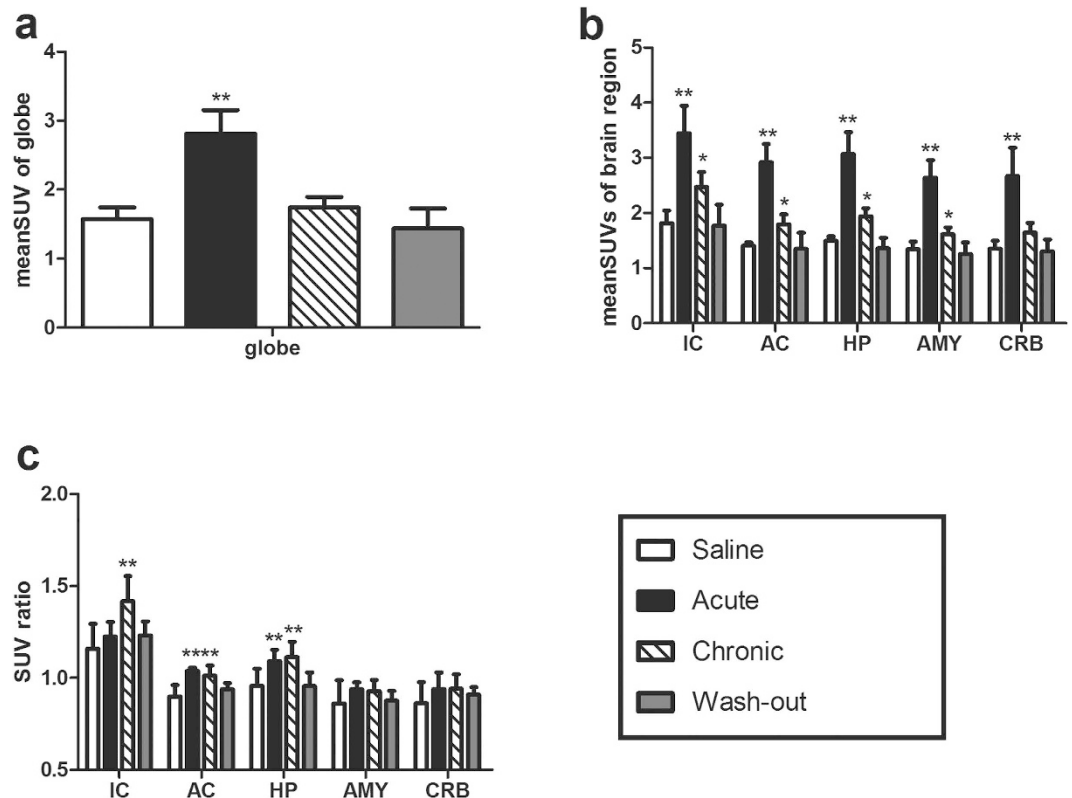 a
meanSUV of globe
4
3
2
1
0
**
globe
b
meanSUVs of brain region
5
4
3
2
1
0
** * ** * ** * ** * **
IC AC HP AMY CRB
c
SUV ratio
2.0
1.5
1.0
0.5
** **** ** **
IC AC HP AMY CRB
Saline
Acute
Chronic
Wash-out